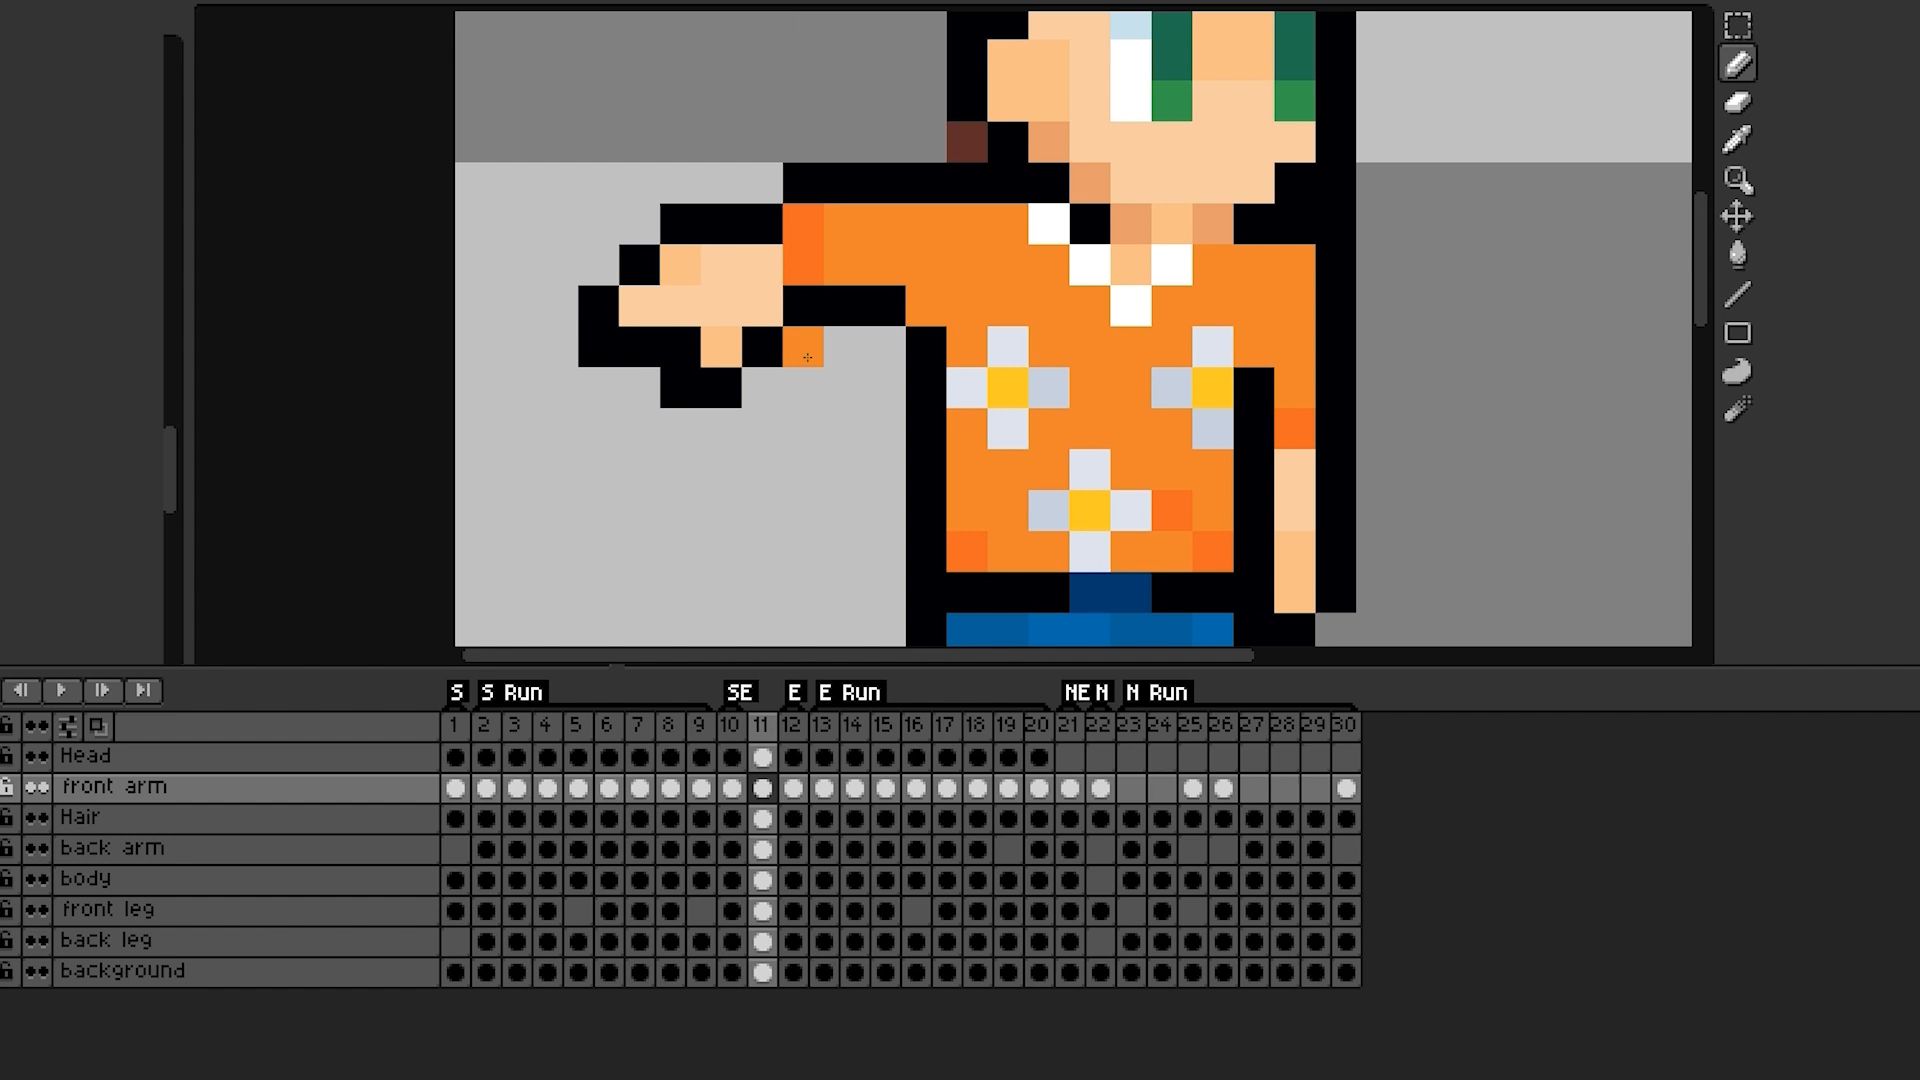 S S Run SE E E Run NE N N Run
1 2 3 4 5 6 7 8 9 10 11 12 13 14 15 16 17 18 19 20 21 22 23 24 25 26 27 28 29 30
Head
front arm
Hair
back arm
body
front leg
back leg
background